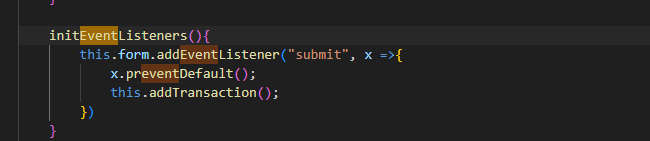 }
initEventListeners(){
this.form.addEventListener("submit", x =>{
x.preventDefault();
this.addTransaction();
})
}